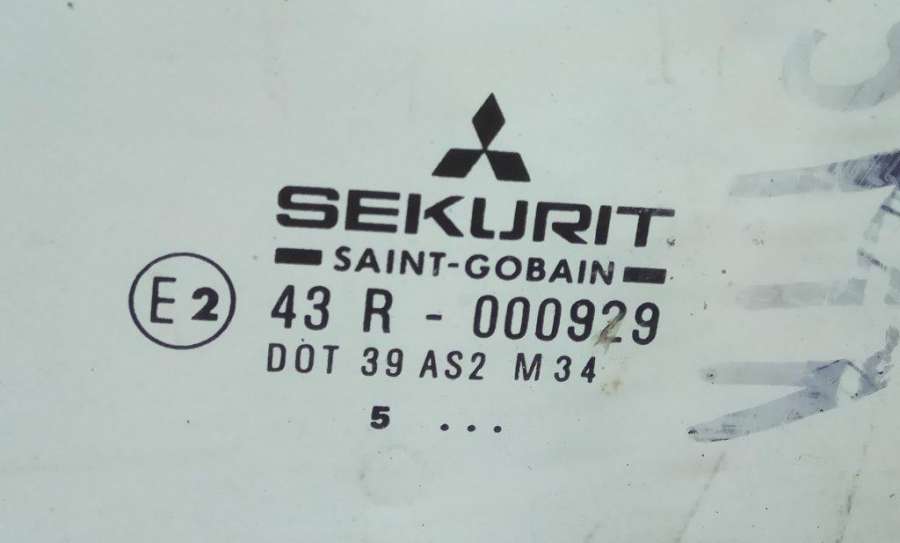 SEKURIT
SAINT-GOBAIN
E2 43 R - 000929
DOT 39 AS2 M34
5 ...